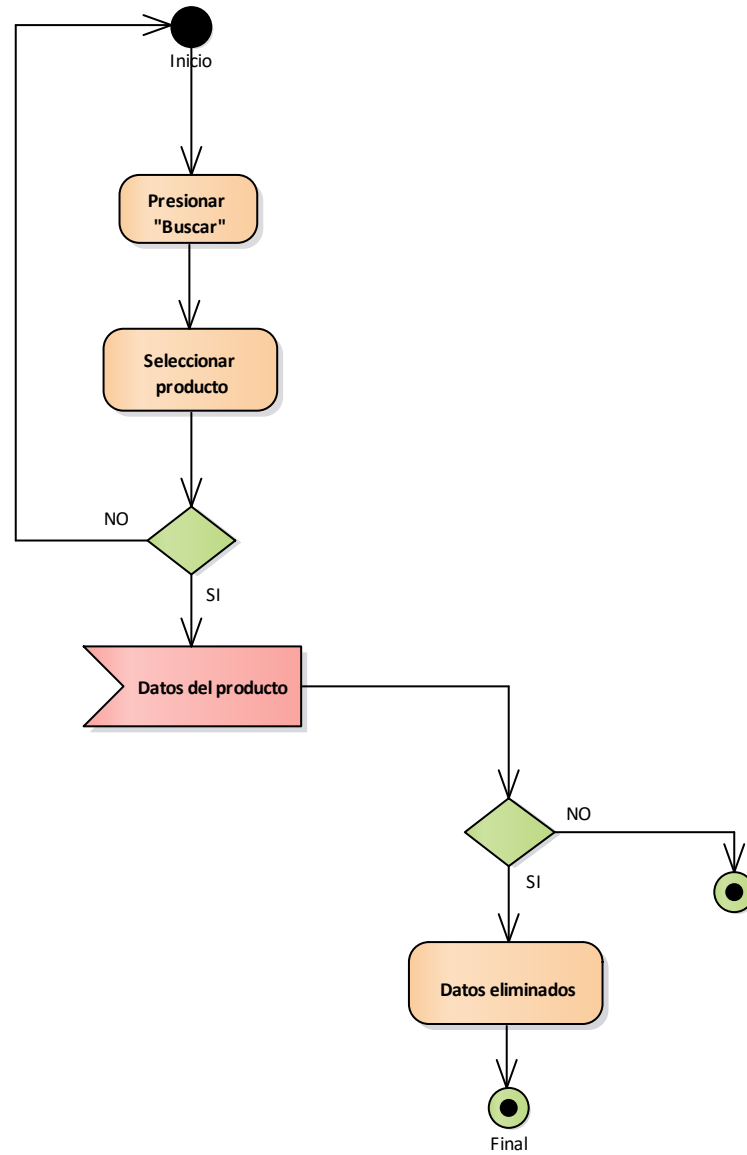 Inicio
Presionar
"Buscar"
Seleccionar
producto
NO
SI
Datos del producto
NO
SI
Datos eliminados
Final